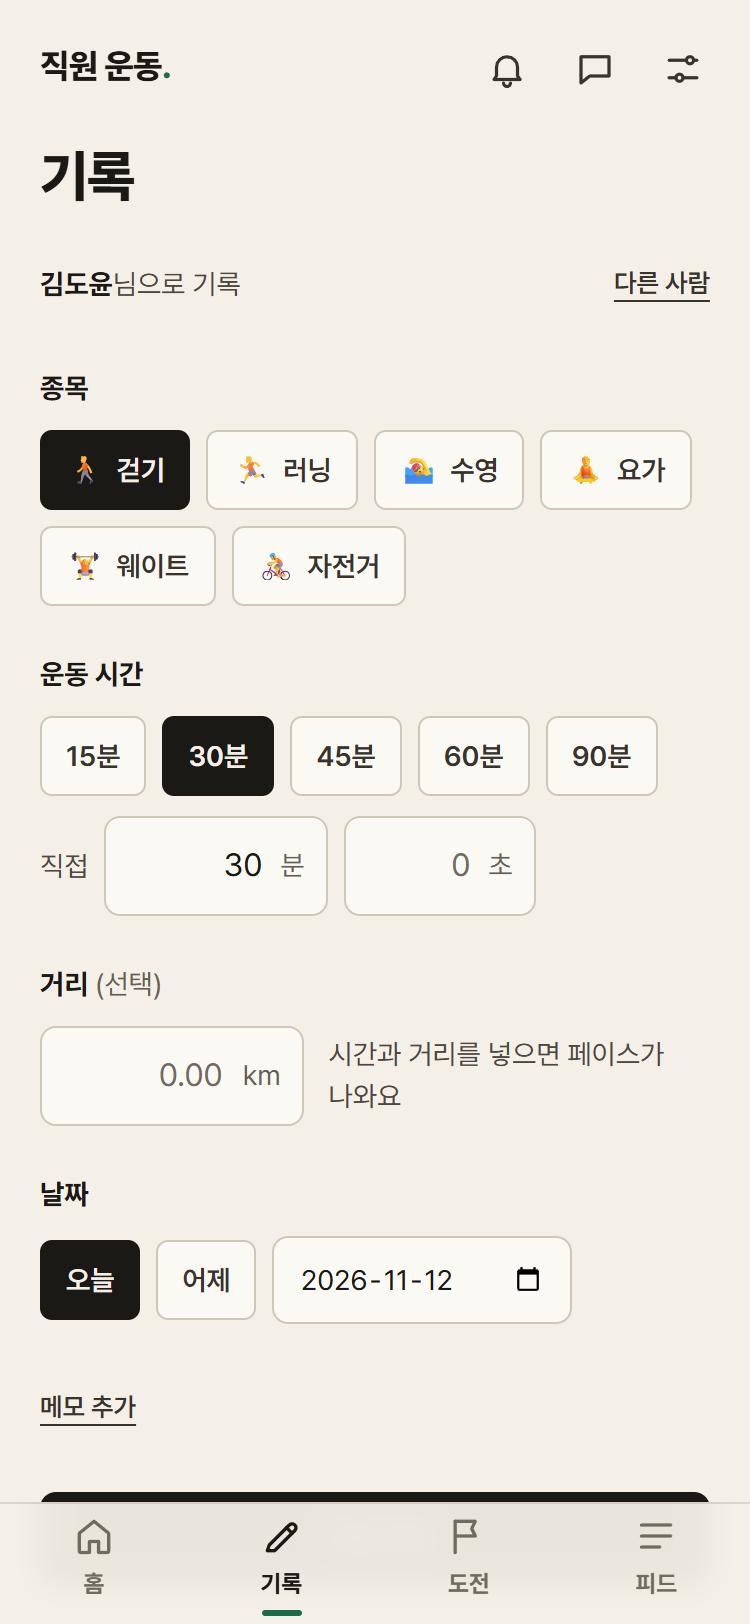 직원 운동.
기록
김도윤님으로 기록 다른 사람
종목
걷기 러닝 수영 요가
웨이트 자전거
운동 시간
15분 30분 45분 60분 90분
직접 30 분 0 초
거리 (선택)
0.00 km 시간과 거리를 넣으면 페이스가
나와요
날짜
오늘 어제 2026-11-12
메모 추가
홈 기록 도전 피드